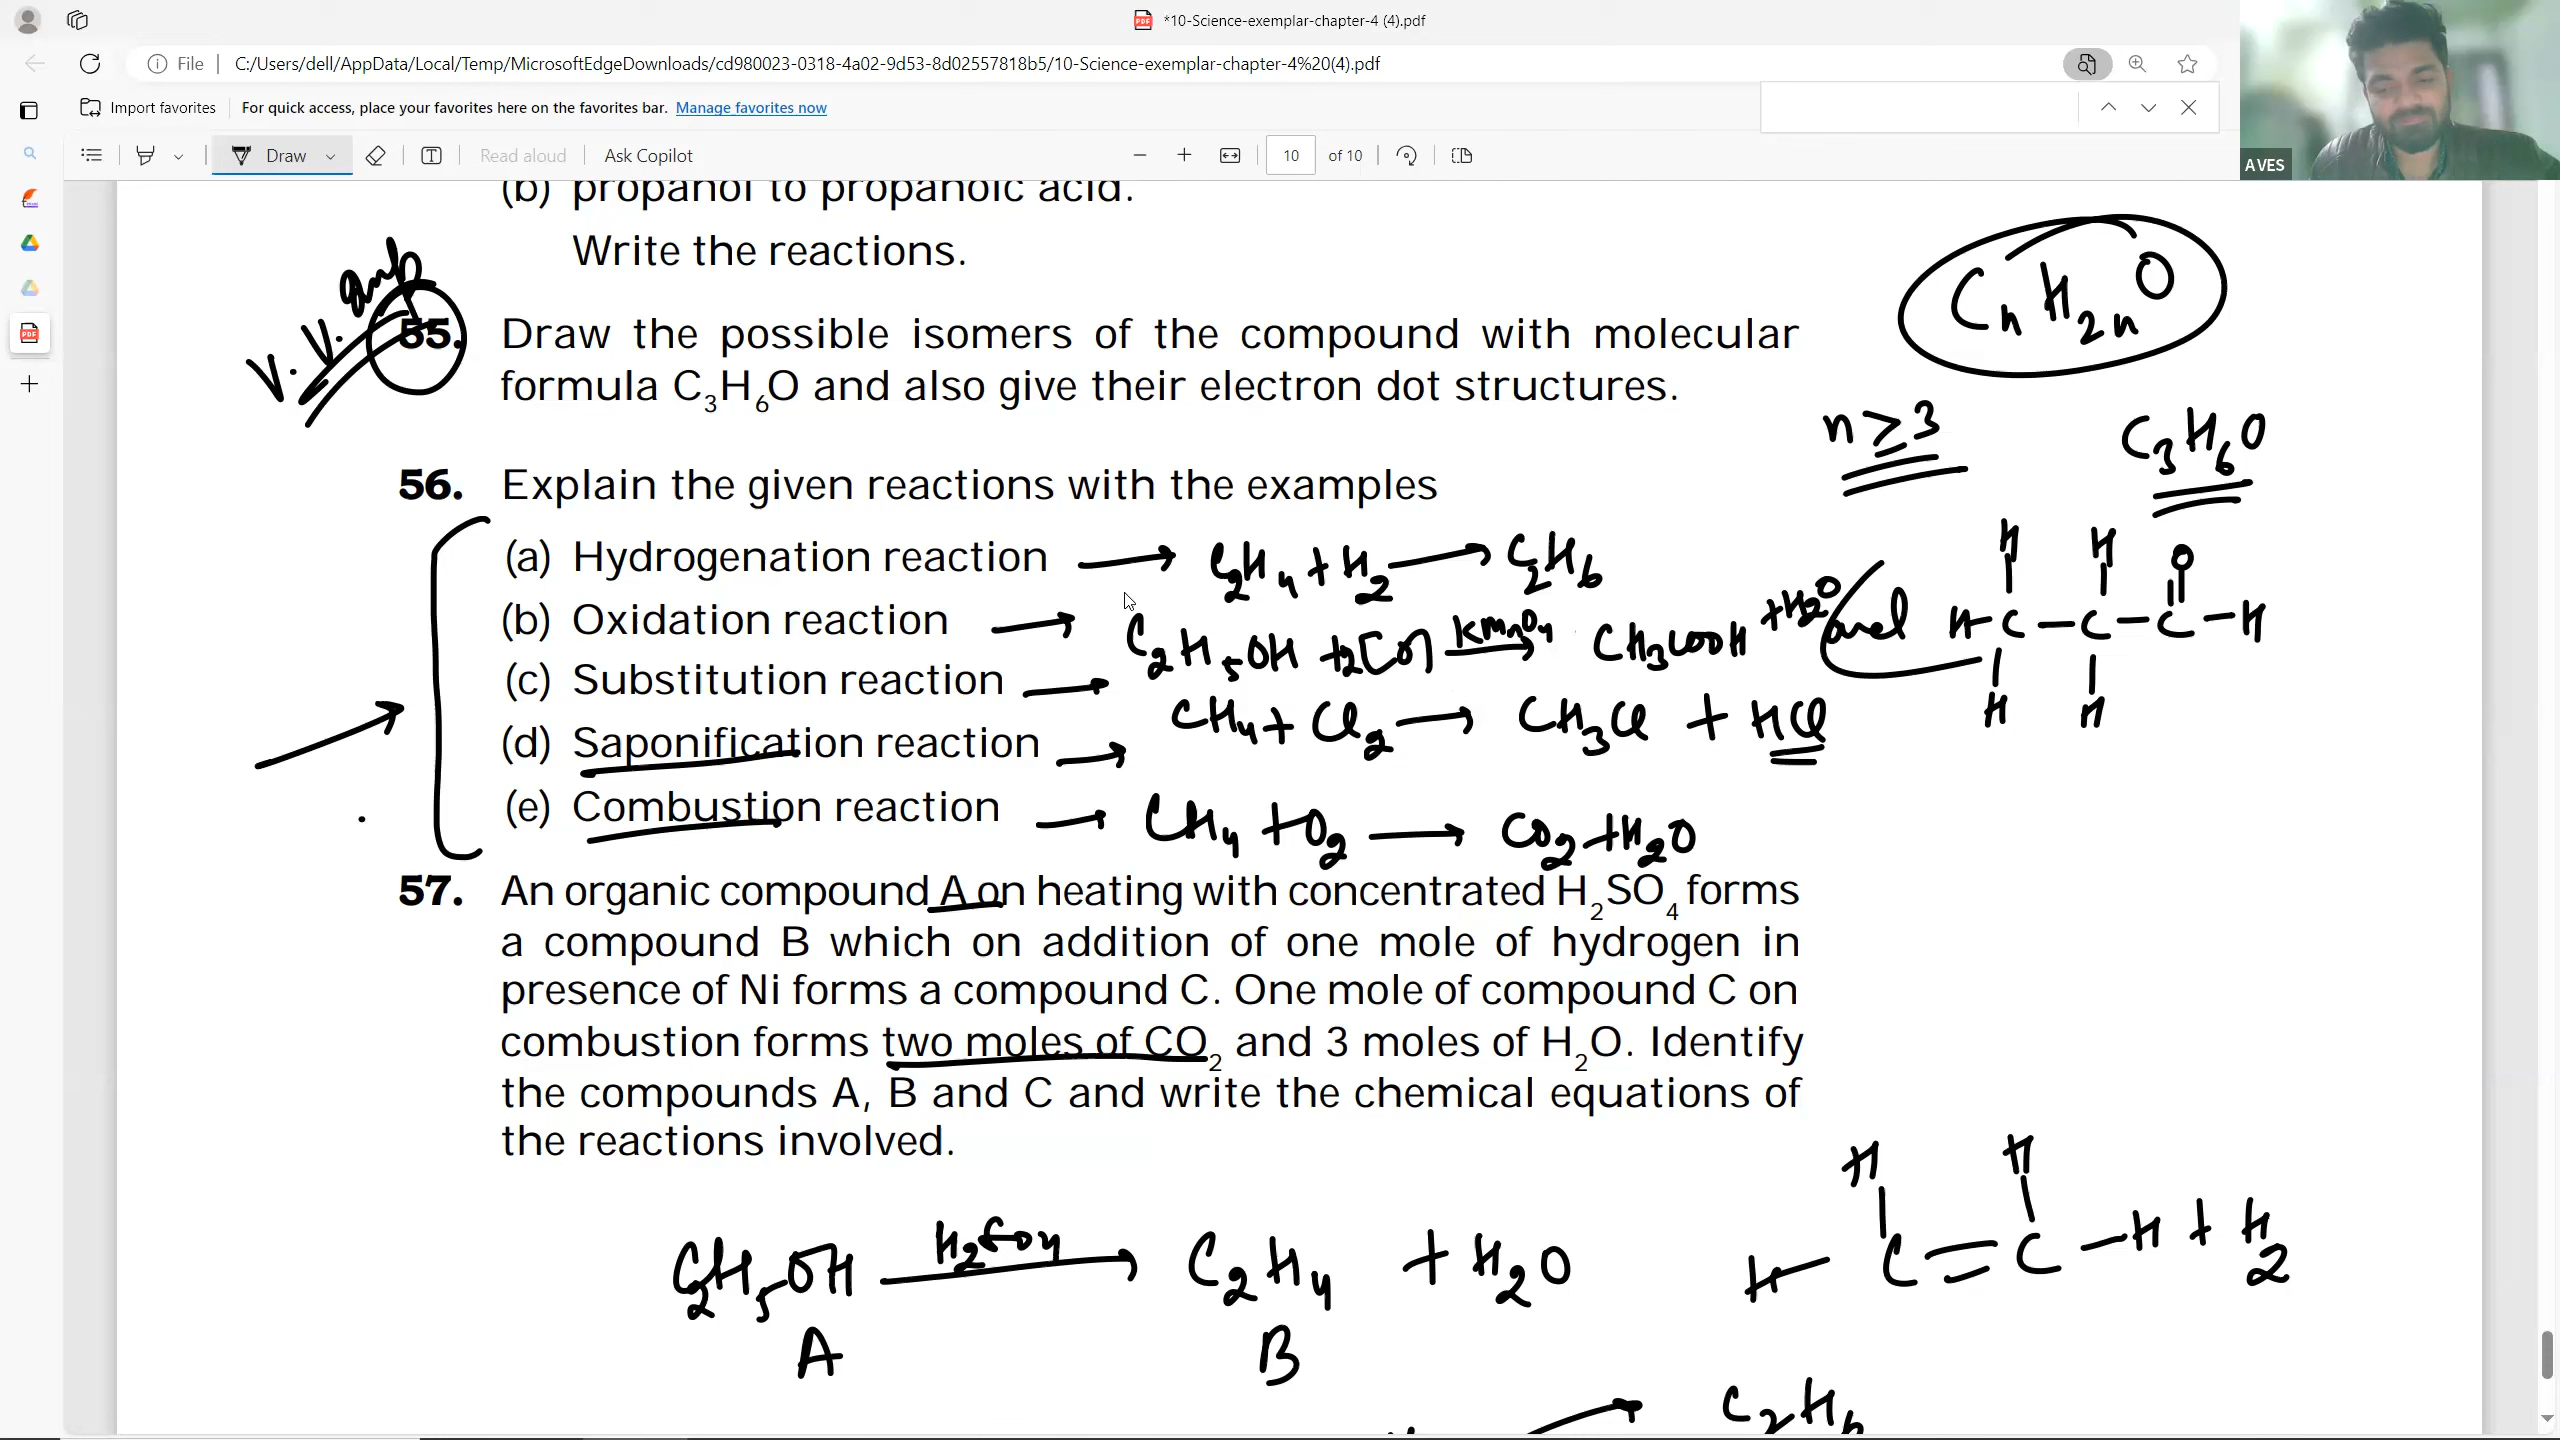 *10-Science-exemplar-chapter-4 (4).pdf
File
C:/Users/dell/AppData/Local/Temp/MicrosoftEdgeDownloads/cd980023-0318-4a02-9d53-8d02557818b5/10-Science-exemplar-chapter-4%20(4).pdf
Import favorites
For quick access, place your favorites here on the favorites bar. Manage favorites now
Draw
Read aloud
Ask Copilot
10 of 10
AVES
(b) propanol to propanoic acid.
Write the reactions.
CnH2nO
V. V.
55. Draw the possible isomers of the compound with molecular
formula C3H6O and also give their electron dot structures.
n ≥ 3
C3H6O
56. Explain the given reactions with the examples
(a) Hydrogenation reaction → C2H4 + H2 → C2H6
(b) Oxidation reaction → C2H5OH + 2[O] KMnO4 → CH3COOH + H2O
H H O
H-C-C-C-H
H H
(c) Substitution reaction → CH4 + Cl2 → CH3Cl + HCl
(d) Saponification reaction →
(e) Combustion reaction → CH4 + O2 → CO2 + H2O
57. An organic compound A on heating with concentrated H2SO4 forms
a compound B which on addition of one mole of hydrogen in
presence of Ni forms a compound C. One mole of compound C on
combustion forms two moles of CO2 and 3 moles of H2O. Identify
the compounds A, B and C and write the chemical equations of
the reactions involved.
H H
C2H5OH H2SO4 → C2H4 + H2O
H-C=C-H + H2
A B
→ C2H6